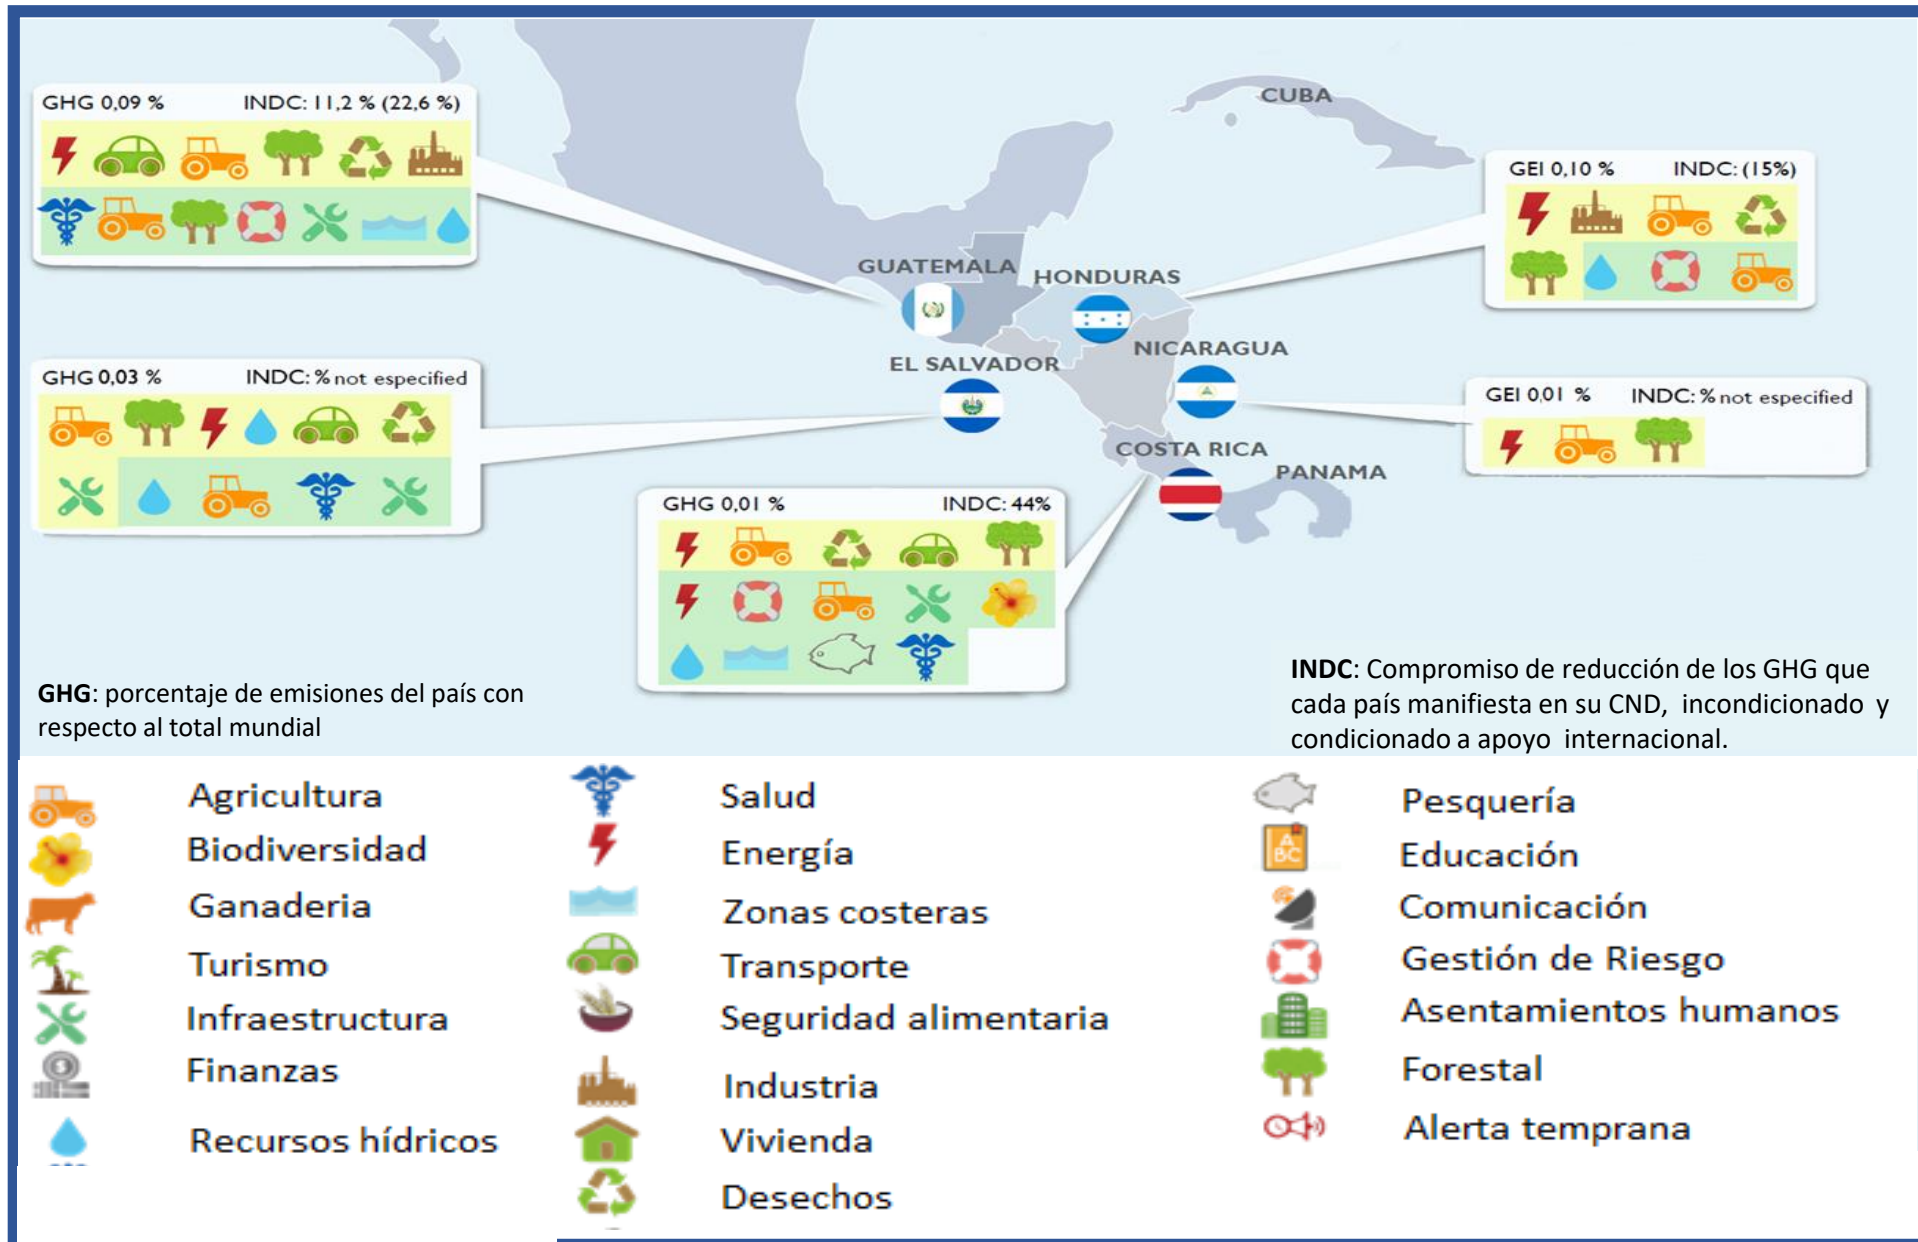 CUBA
GHG 0,09 % INDC: 11,2 % (22,6 %)
GEI 0,10 % INDC: (15%)
GUATEMALA
HONDURAS
NICARAGUA
EL SALVADOR
GHG 0,03 % INDC: % not especified
GEI 0,01 % INDC: % not especified
COSTA RICA
PANAMA
GHG 0,01 % INDC: 44%
GHG: porcentaje de emisiones del país con
respecto al total mundial
INDC: Compromiso de reducción de los GHG que
cada país manifiesta en su CND, incondicionado y
condicionado a apoyo internacional.
Agricultura
Biodiversidad
Ganaderia
Turismo
Infraestructura
Finanzas
Recursos hídricos
Salud
Energía
Zonas costeras
Transporte
Seguridad alimentaria
Industria
Vivienda
Desechos
Pesquería
A
BC
Educación
Comunicación
Gestión de Riesgo
Asentamientos humanos
Forestal
Alerta temprana